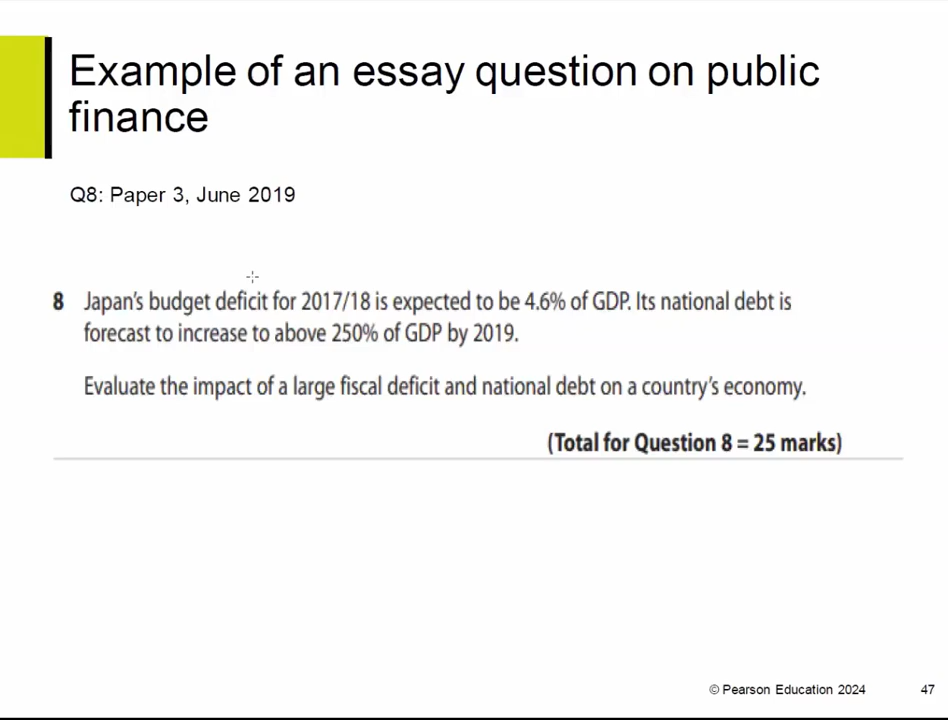 Example of an essay question on public
finance
Q8: Paper 3, June 2019
8 Japan's budget deficit for 2017/18 is expected to be 4.6% of GDP. Its national debt is
forecast to increase to above 250% of GDP by 2019.
Evaluate the impact of a large fiscal deficit and national debt on a country's economy.
(Total for Question 8 = 25 marks)
© Pearson Education 2024 47